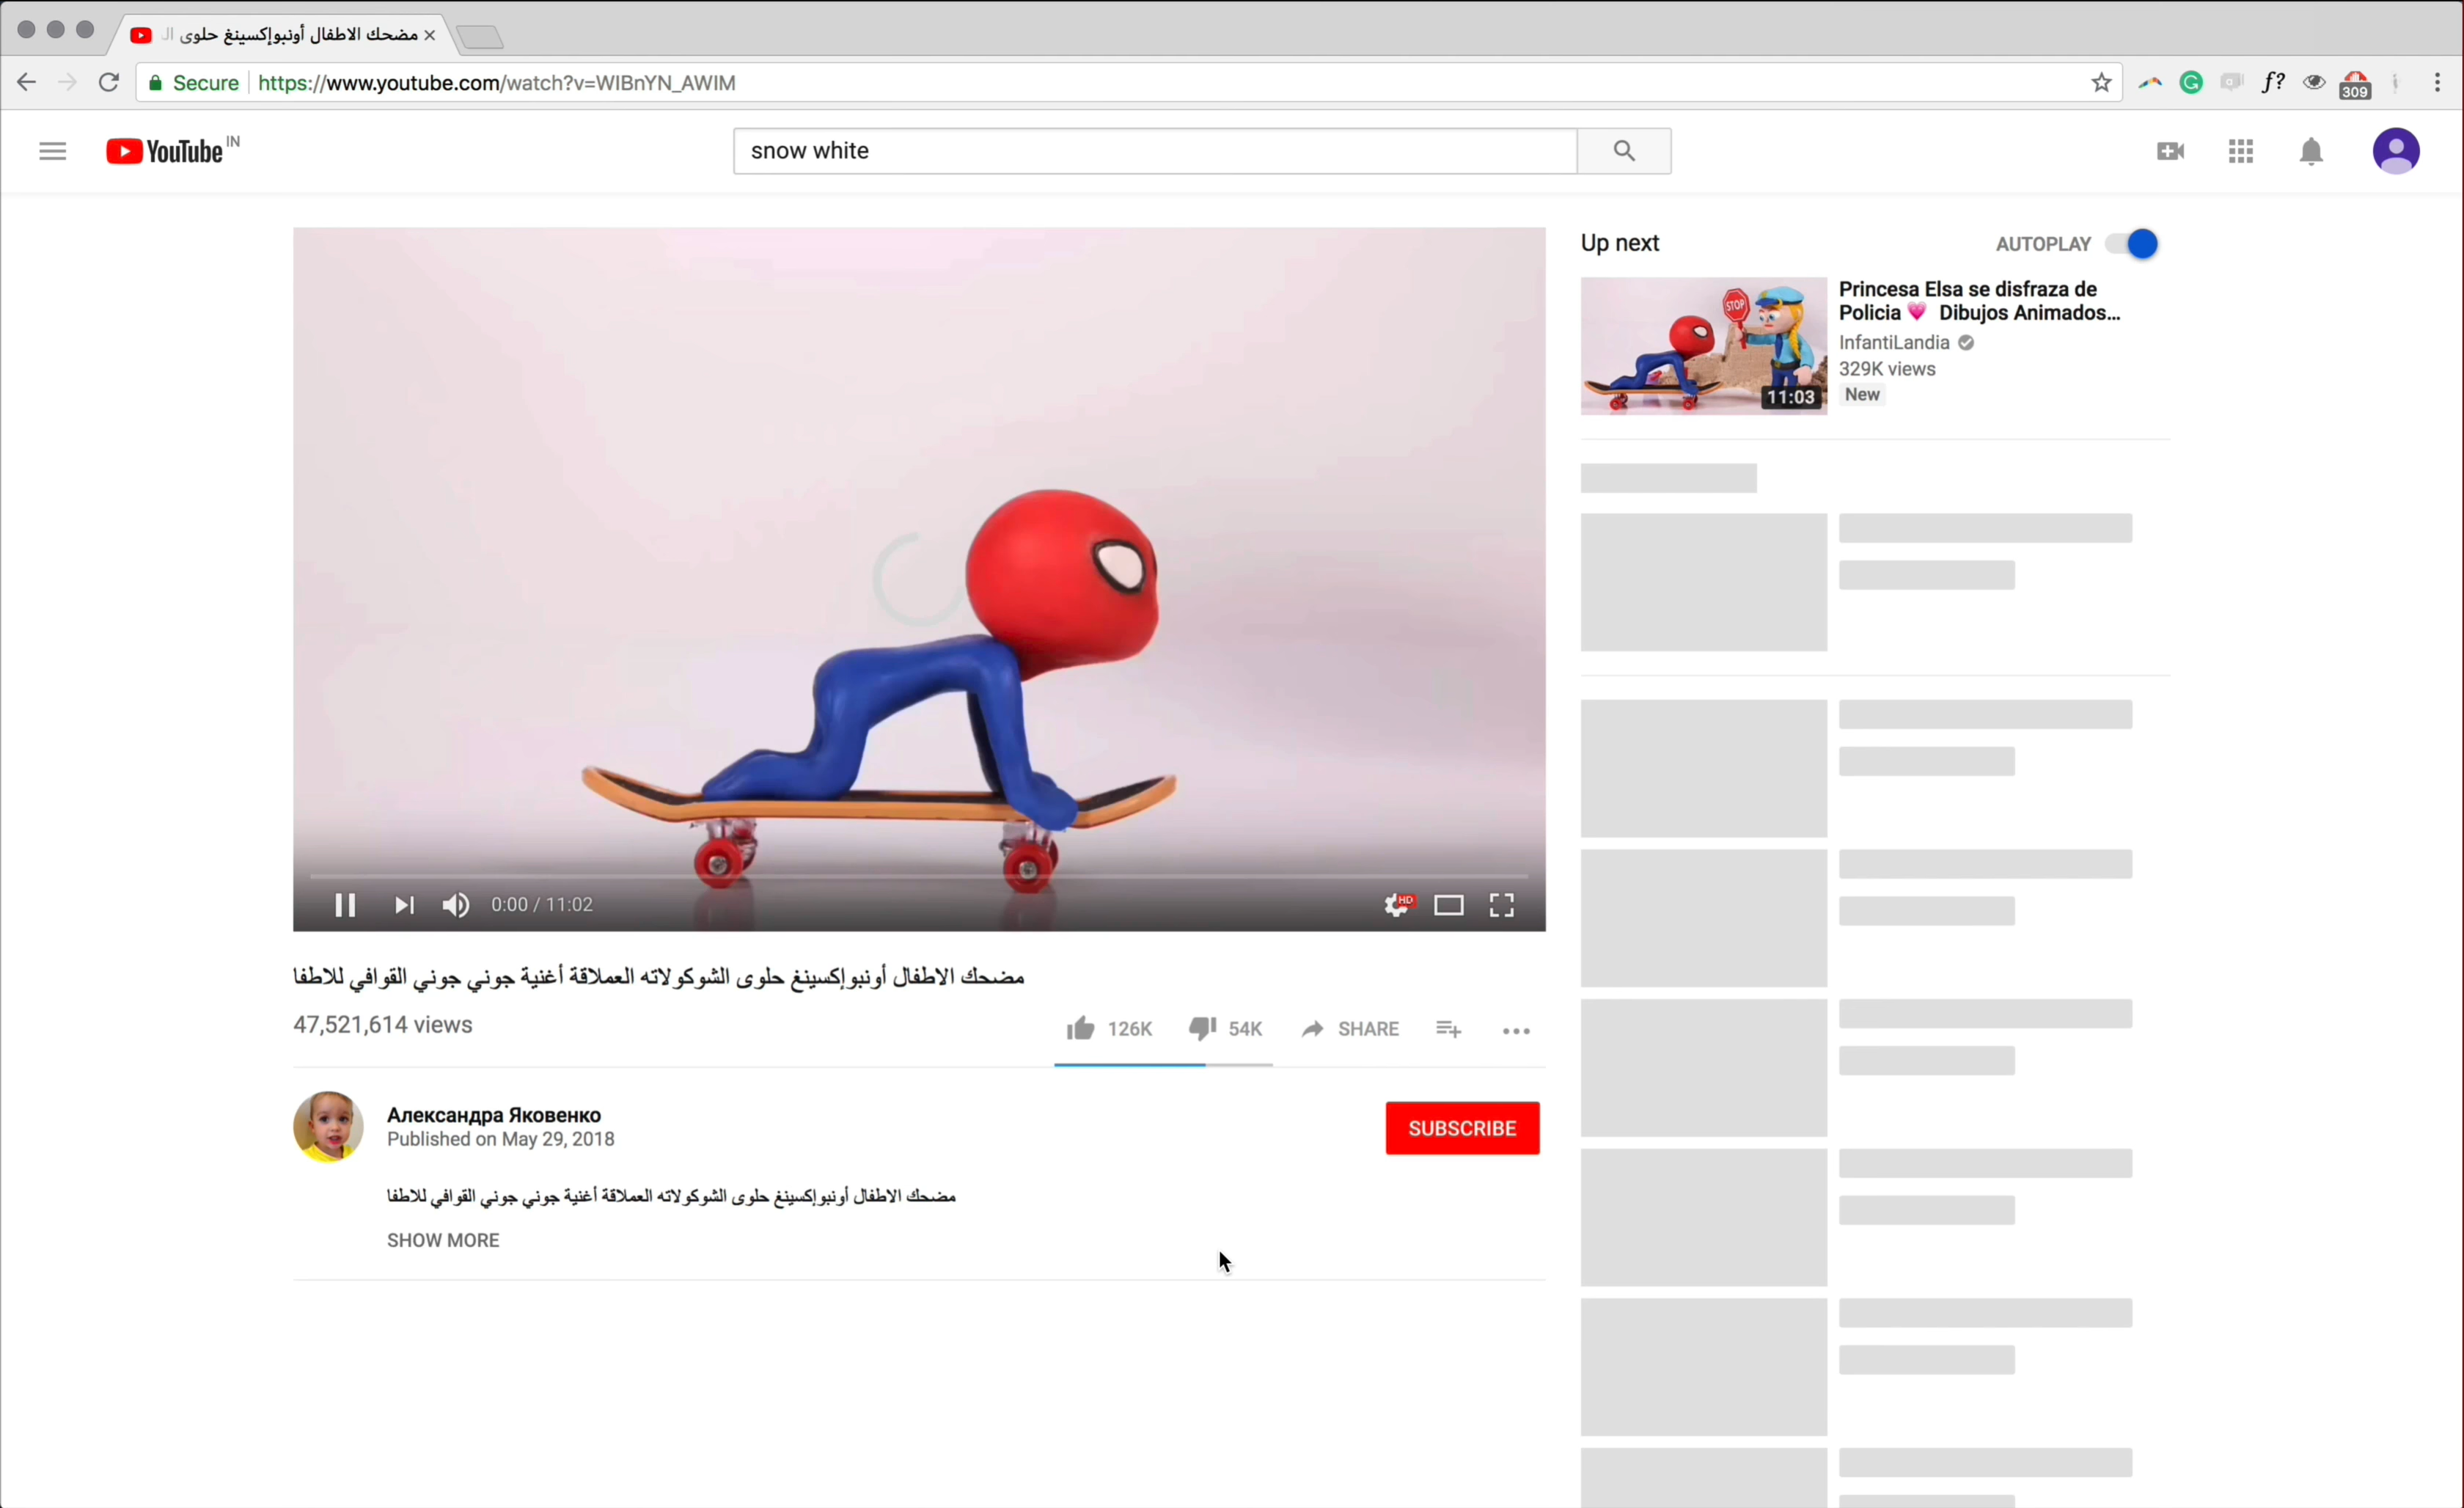 مضحك الاطفال أونبوإكسينغ حلوى ال
Secure https://www.youtube.com/watch?v=WIBnYN_AWIM
f?
309
YouTube IN
snow white
Up next
AUTOPLAY
STOP
11:03
Princesa Elsa se disfraza de
Policia 💗 Dibujos Animados...
InfantiLandia
329K views
New
0:00 / 11:02
HD
مضحك الاطفال أونبوإكسينغ حلوى الشوكولاته العملاقة أغنية جوني جوني القوافي للاطفا
47,521,614 views
126K
54K
SHARE
Александра Яковенко
Published on May 29, 2018
SUBSCRIBE
مضحك الاطفال أونبوإكسينغ حلوى الشوكولاته العملاقة أغنية جوني جوني القوافي للاطفا
SHOW MORE